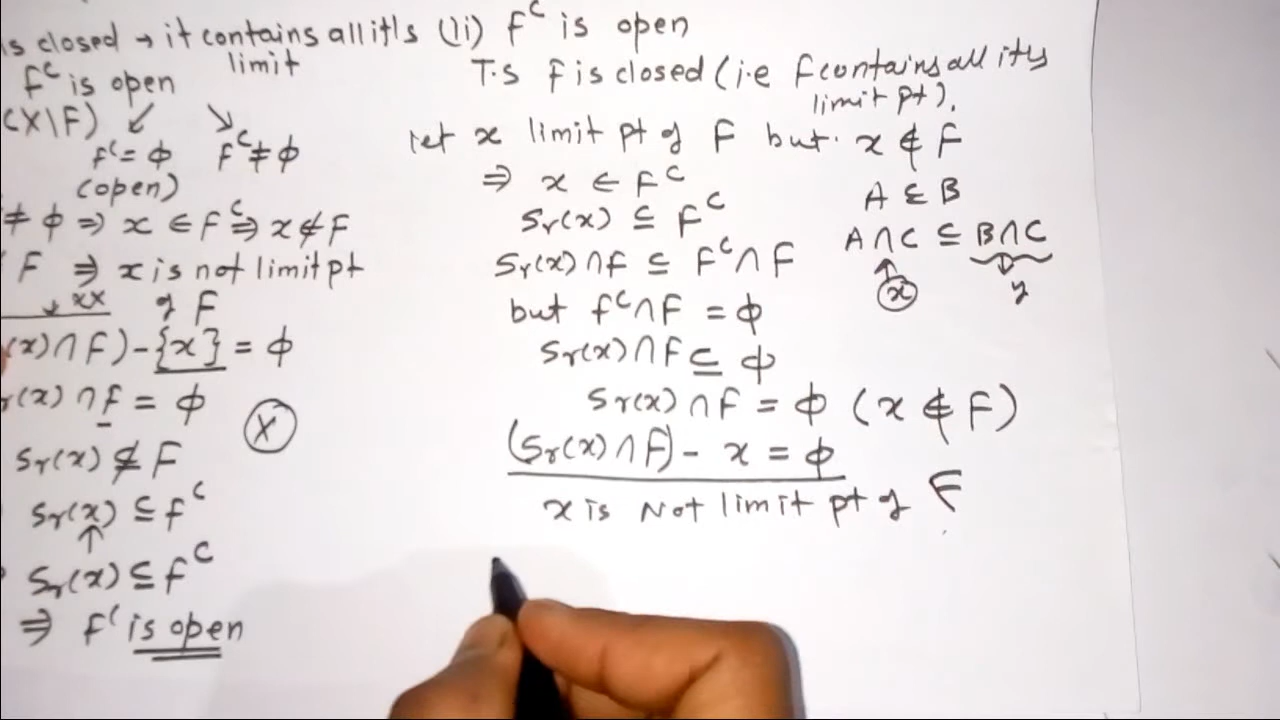 is closed → it contains all it's
limit
F^c is open
(X\F) ↙ ↘
F^c = ϕ F^c ≠ ϕ
(open)
≠ ϕ ⇒ x ∈ F^c ⇒ x ∉ F
F ⇒ x is not limit pt
of F
(x)∩F) - {x} = ϕ
r(x) ∩ F = ϕ
Sr(x) ⊈ F
Sr(x) ⊆ F^c
↑
Sr(x) ⊆ F^c
⇒ F^c is open
X
(ii) F^c is open
T.S F is closed (i.e F contains all it's
limit pt).
let x limit pt of F but x ∉ F
⇒ x ∈ F^c
Sr(x) ⊆ F^c
Sr(x)∩F ⊆ F^c∩F
but F^c∩F = ϕ
Sr(x)∩F ⊆ ϕ
Sr(x)∩F = ϕ (x ∉ F)
(Sr(x)∩F) - x = ϕ
x is Not limit pt of F
A ⊆ B
A∩C ⊆ B∩C
x y